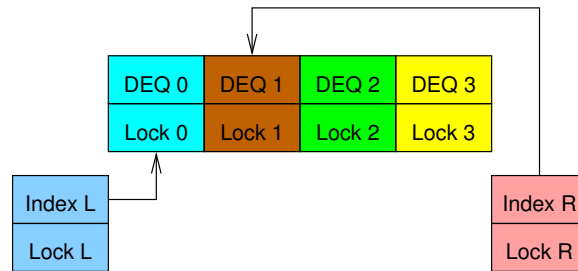 DEQ 0 DEQ 1 DEQ 2 DEQ 3
Lock 0 Lock 1 Lock 2 Lock 3
Index L Index R
Lock L Lock R